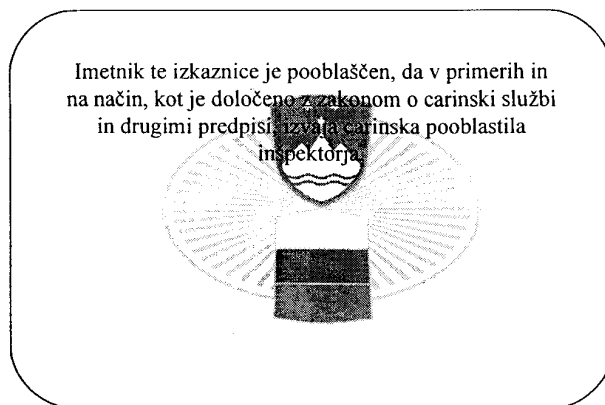 Imetnik te izkaznice je pooblaščen, da v primerih in
na način, kot je določeno z zakonom o carinski službi
in drugimi predpisi, izvaja carinska pooblastila
inspektorja.